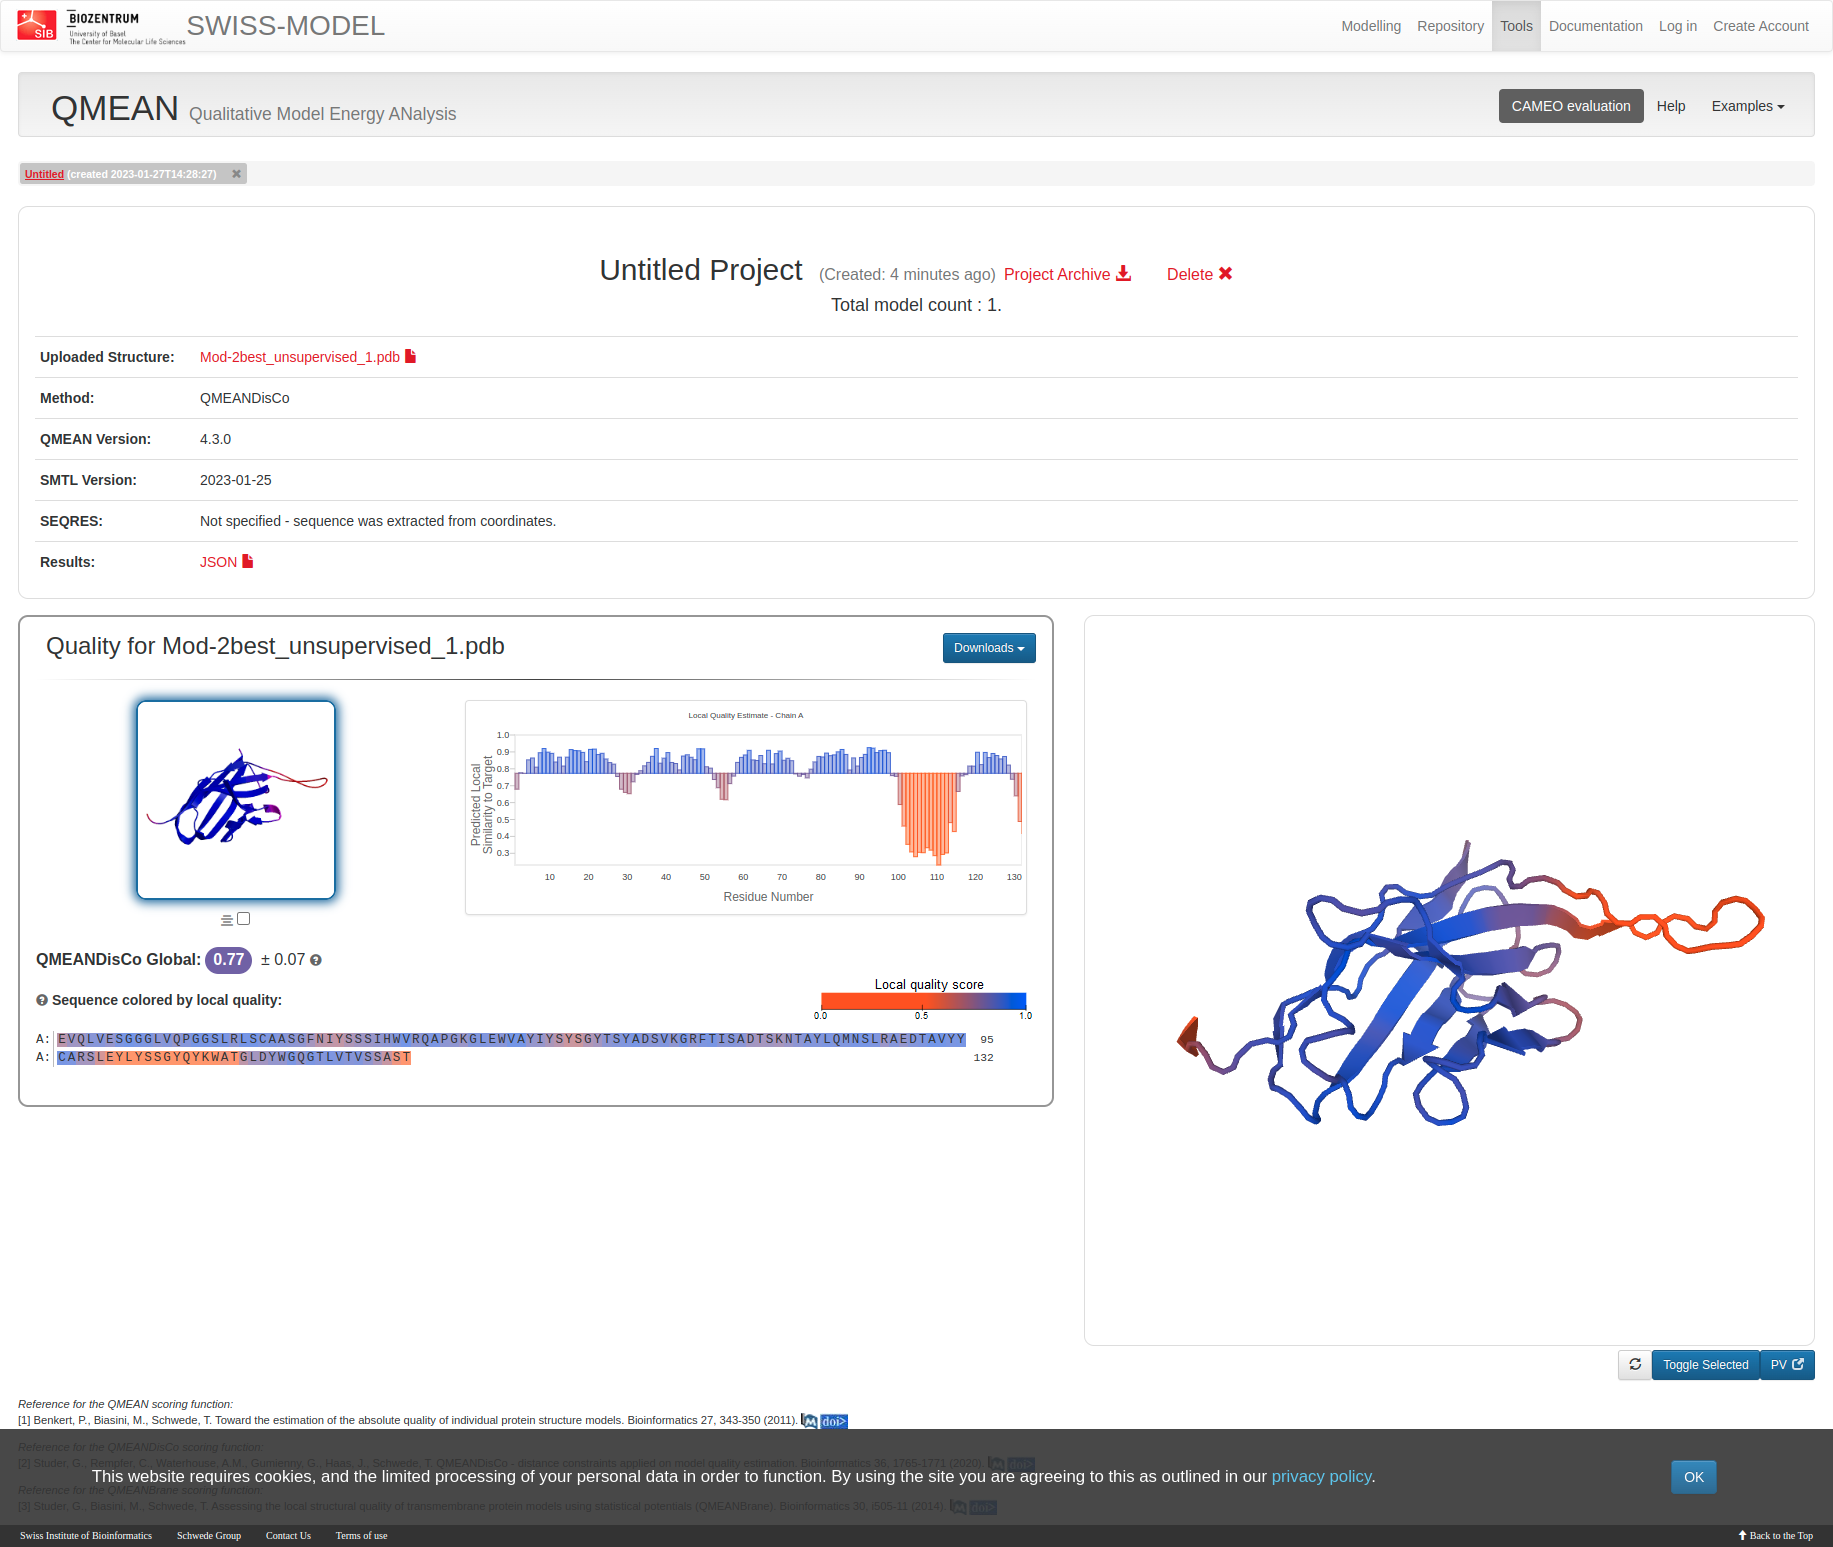 SIB
BIOZENTRUM
University of Basel
The Center for Molecular Life Sciences
SWISS-MODEL
Modelling Repository Tools Documentation Log in Create Account
QMEAN Qualitative Model Energy ANalysis
CAMEO evaluation Help Examples
Untitled (created 2023-01-27T14:28:27)
Untitled Project (Created: 4 minutes ago) Project Archive Delete
Total model count : 1.
Uploaded Structure: Mod-2best_unsupervised_1.pdb
Method: QMEANDisCo
QMEAN Version: 4.3.0
SMTL Version: 2023-01-25
SEQRES: Not specified - sequence was extracted from coordinates.
Results: JSON
Quality for Mod-2best_unsupervised_1.pdb
Downloads
Local Quality Estimate - Chain A
Predicted Local
Similarity to Target
1.0
0.9
0.8
0.7
0.6
0.5
0.4
0.3
10 20 30 40 50 60 70 80 90 100 110 120 130
Residue Number
QMEANDisCo Global: 0.77 ± 0.07
Sequence colored by local quality:
Local quality score
0.0 0.5 1.0
A: EVQLVESGGGLVQPGGSLRLSCAASGFNIYSSSIHWVRQAPGKGLEWVAYIYSYSGYTSYADSVKGRFTISADTSKNTAYLQMNSLRAEDTAVYY 95
A: CARSLEYLYSSGYQYKWATGLDYWGQGTLVTVSSAST 132
Toggle Selected
PV
Reference for the QMEAN scoring function:
[1] Benkert, P., Biasini, M., Schwede, T. Toward the estimation of the absolute quality of individual protein structure models. Bioinformatics 27, 343-350 (2011). doi>
Reference for the QMEANDisCo scoring function:
[2] Studer, G., Rempfer, C., Waterhouse, A.M., Gumienny, G., Haas, J., Schwede, T. QMEANDisCo - distance constraints applied on model quality estimation. Bioinformatics 36, 1765-1771 (2020). doi>
This website requires cookies, and the limited processing of your personal data in order to function. By using the site you are agreeing to this as outlined in our privacy policy.
OK
Reference for the QMEANBrane scoring function:
[3] Studer, G., Biasini, M., Schwede, T. Assessing the local structural quality of transmembrane protein models using statistical potentials (QMEANBrane). Bioinformatics 30, i505-11 (2014). doi>
Swiss Institute of Bioinformatics Schwede Group Contact Us Terms of use
Back to the Top